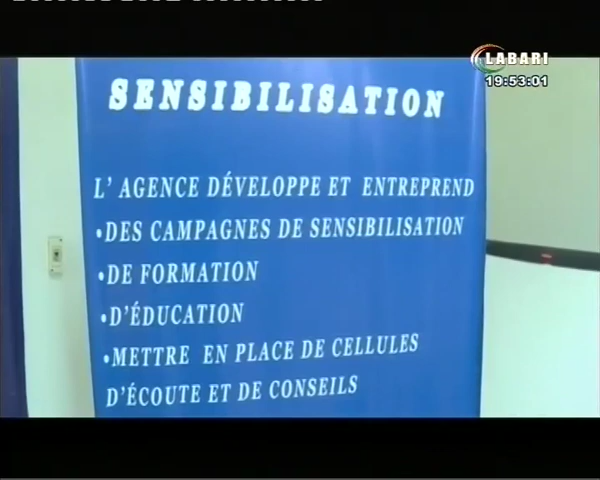 LABARI
19:53:01
SENSIBILISATION
L' AGENCE DÉVELOPPE ET ENTREPREND
•DES CAMPAGNES DE SENSIBILISATION
•DE FORMATION
•D'ÉDUCATION
•METTRE EN PLACE DE CELLULES
D'ÉCOUTE ET DE CONSEILS